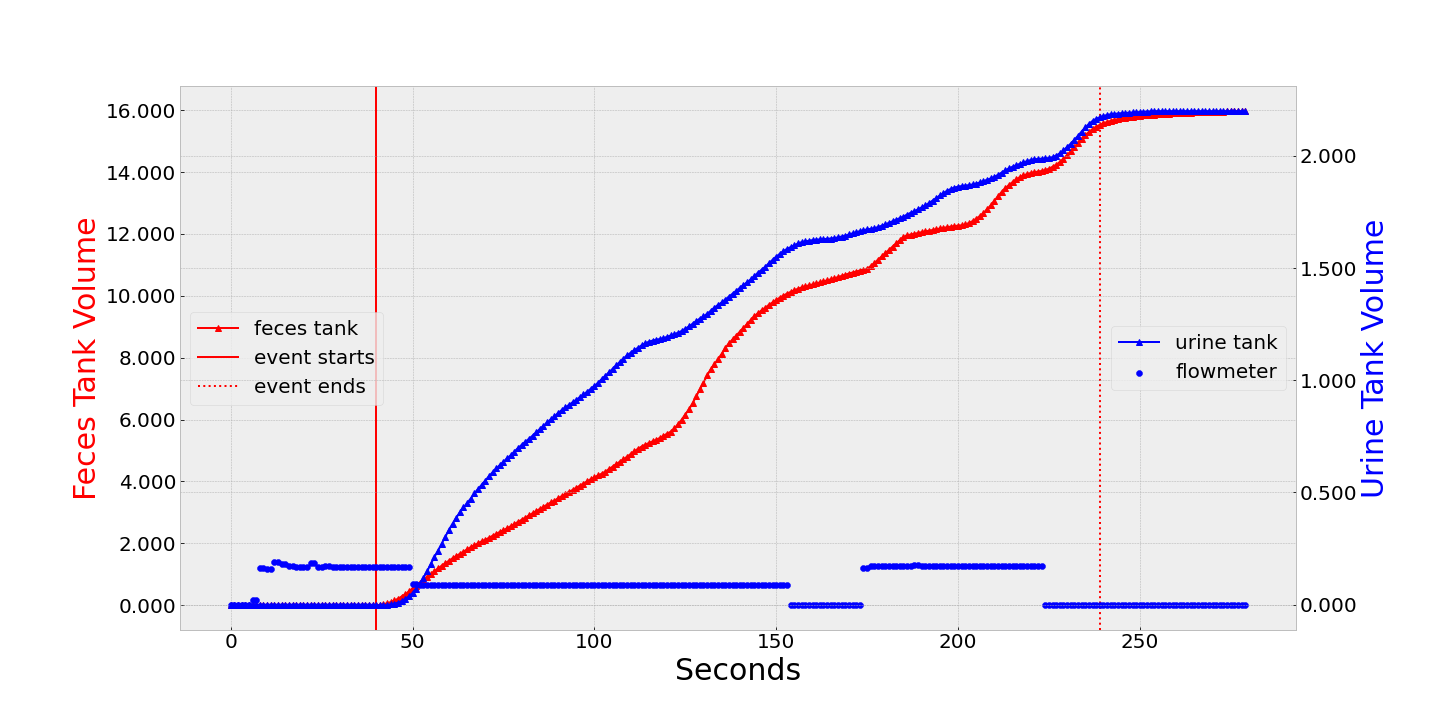 16.000
14.000
12.000
10.000
8.000
6.000
4.000
2.000
0.000
Feces Tank Volume
feces tank
event starts
event ends
urine tank
flowmeter
2.000
1.500
1.000
0.500
0.000
Urine Tank Volume
0 50 100 150 200 250
Seconds